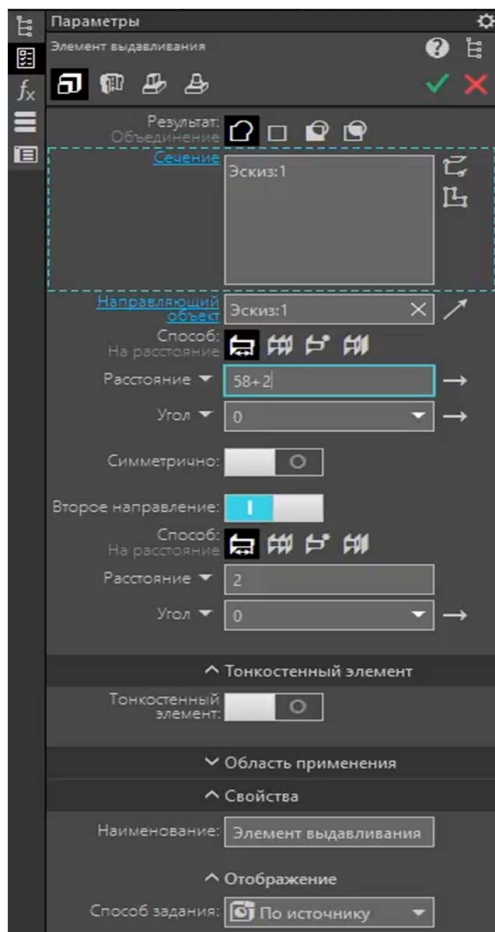 Параметры
Элемент выдавливания
Результат:
Объединение
Сечение
Эскиз:1
Направляющий
объект
Эскиз:1
Способ:
На расстояние
Расстояние
58+2
Угол
0
Симметрично:
Второе направление:
Способ:
На расстояние
Расстояние
2
Угол
0
Тонкостенный элемент
Тонкостенный
элемент:
Область применения
Свойства
Наименование:
Элемент выдавливания
Отображение
Способ задания:
По источнику